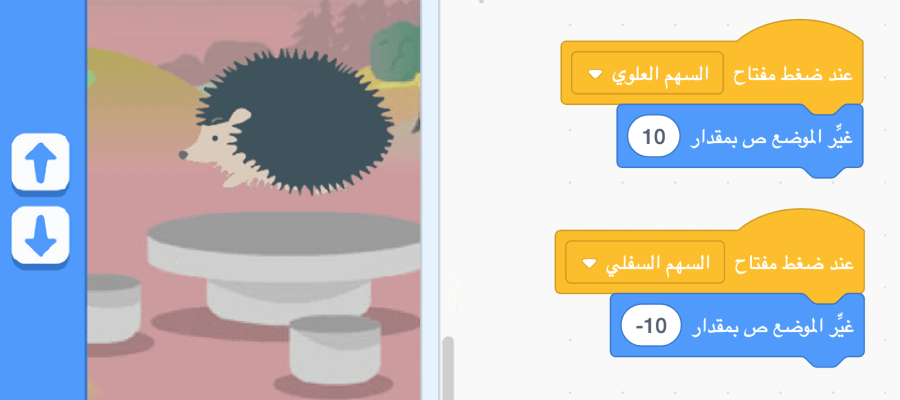 عند ضغط مفتاح السهم العلوي
غيِّر الموضع ص بمقدار 10
عند ضغط مفتاح السهم السفلي
غيِّر الموضع ص بمقدار -10